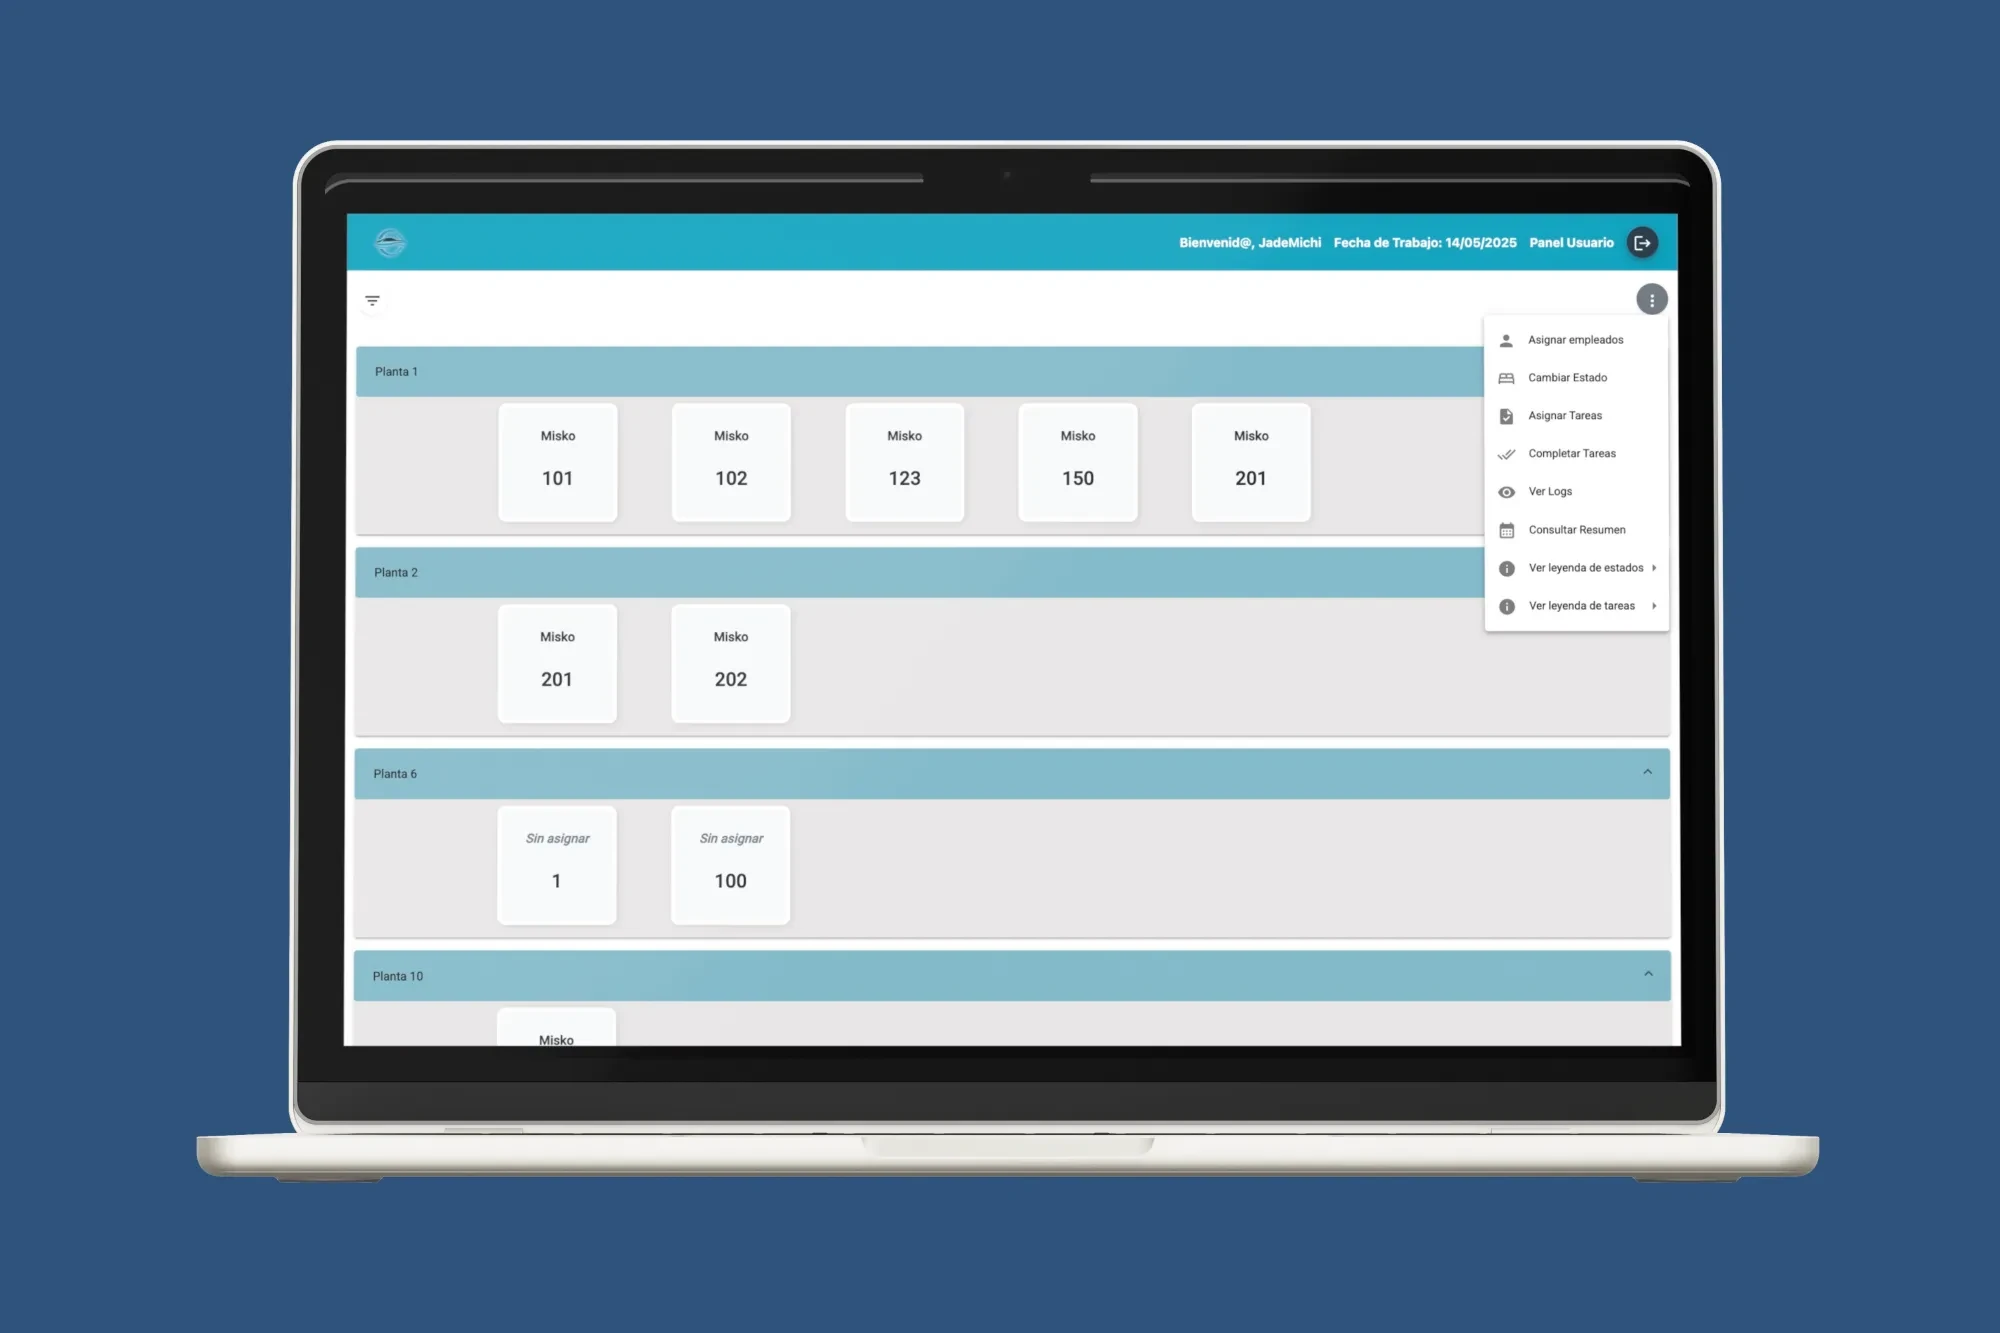 Bienvenid@, JadeMichi Fecha de Trabajo: 14/05/2025 Panel Usuario
Asignar empleados
Cambiar Estado
Asignar Tareas
Completar Tareas
Ver Logs
Consultar Resumen
Ver leyenda de estados
Ver leyenda de tareas
Planta 1
Misko Misko Misko Misko Misko
101 102 123 150 201
Planta 2
Misko Misko
201 202
Planta 6
Sin asignar Sin asignar
1 100
Planta 10
Misko